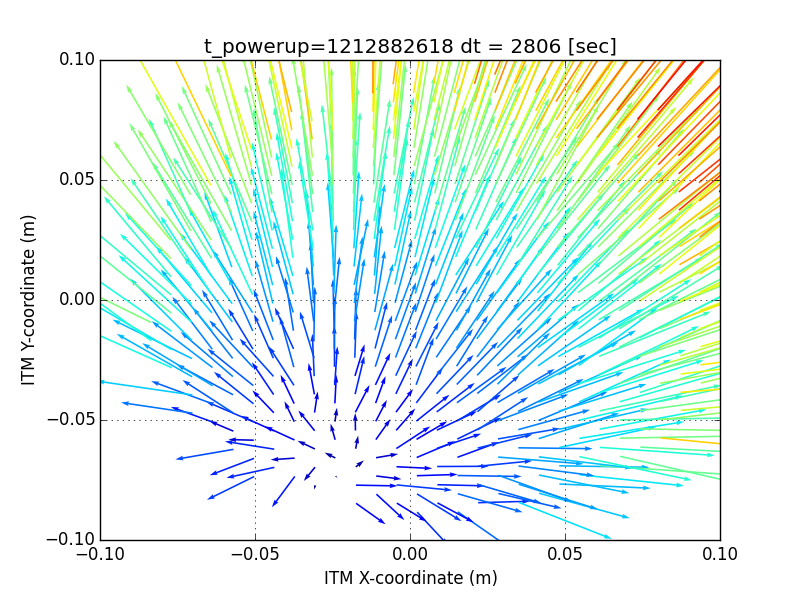 t_powerup=1212882618 dt = 2806 [sec]
0.10
0.05
0.00
−0.05
−0.10
ITM Y-coordinate (m)
−0.10 −0.05 0.00 0.05 0.10
ITM X-coordinate (m)